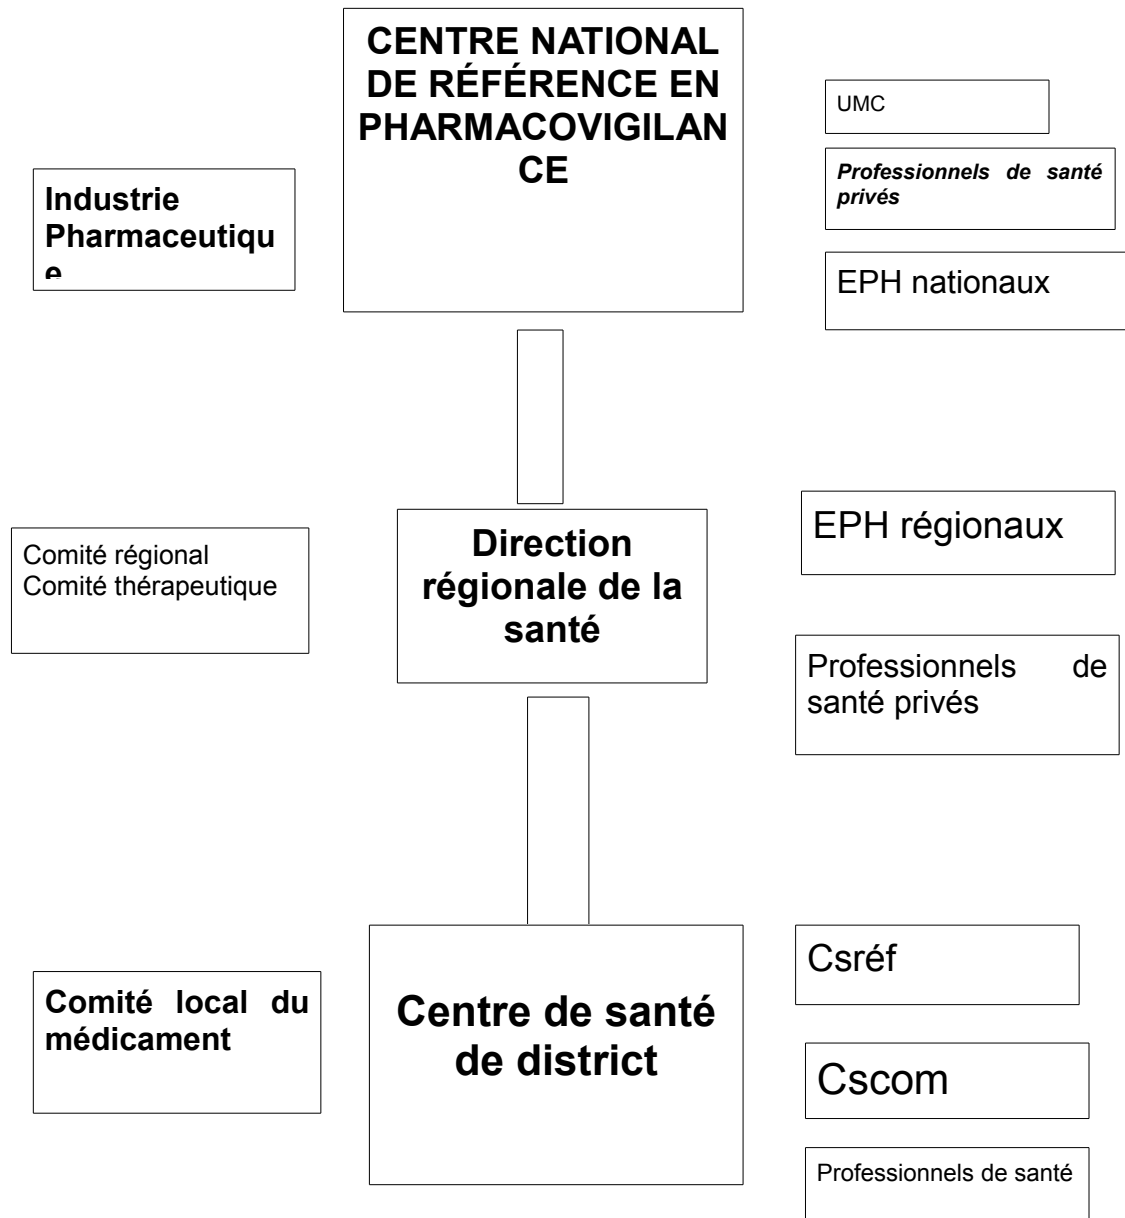 CENTRE NATIONAL
DE RÉFÉRENCE EN
PHARMACOVIGILAN
CE
UMC
Professionnels de santé
privés
Industrie
Pharmaceutiqu
e
EPH nationaux
Direction
régionale de la
santé
EPH régionaux
Comité régional
Comité thérapeutique
Professionnels de
santé privés
Centre de santé
de district
Csréf
Comité local du
médicament
Cscom
Professionnels de santé